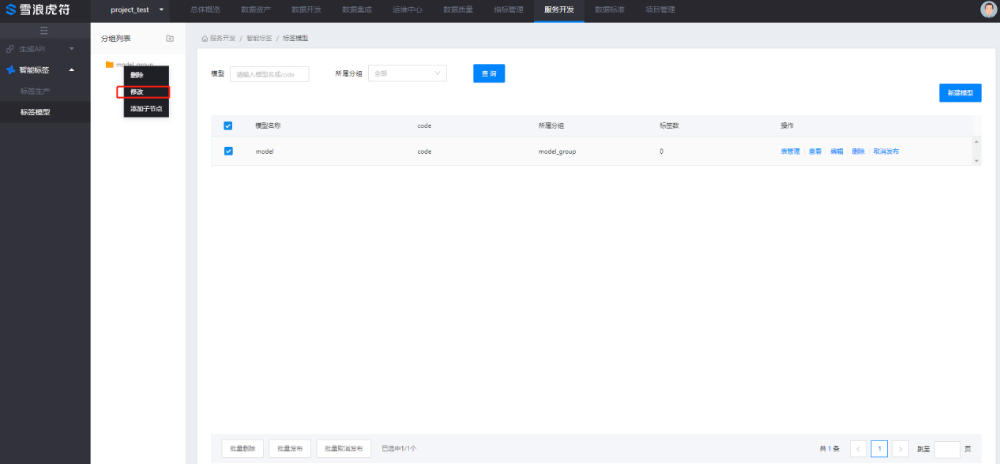 雪浪虎符
project_test
总体概览 数据资产 数据开发 数据集成 运维中心 数据质量 指标管理 服务开发 数据标准 项目管理
生成API
智能标签
标签生产
标签模型
分组列表
model_group
删除
修改
添加子节点
服务开发 / 智能标签 / 标签模型
模型 请输入模型名或code 所属分组 全部 查 询
新建模型
模型名称 code 所属分组 标签数 操作
model code model_group 0 表管理 查看 编辑 删除 取消发布
批量删除 批量发布 批量取消发布 已选中1/1个 共 1 条 < 1 > 跳至 页